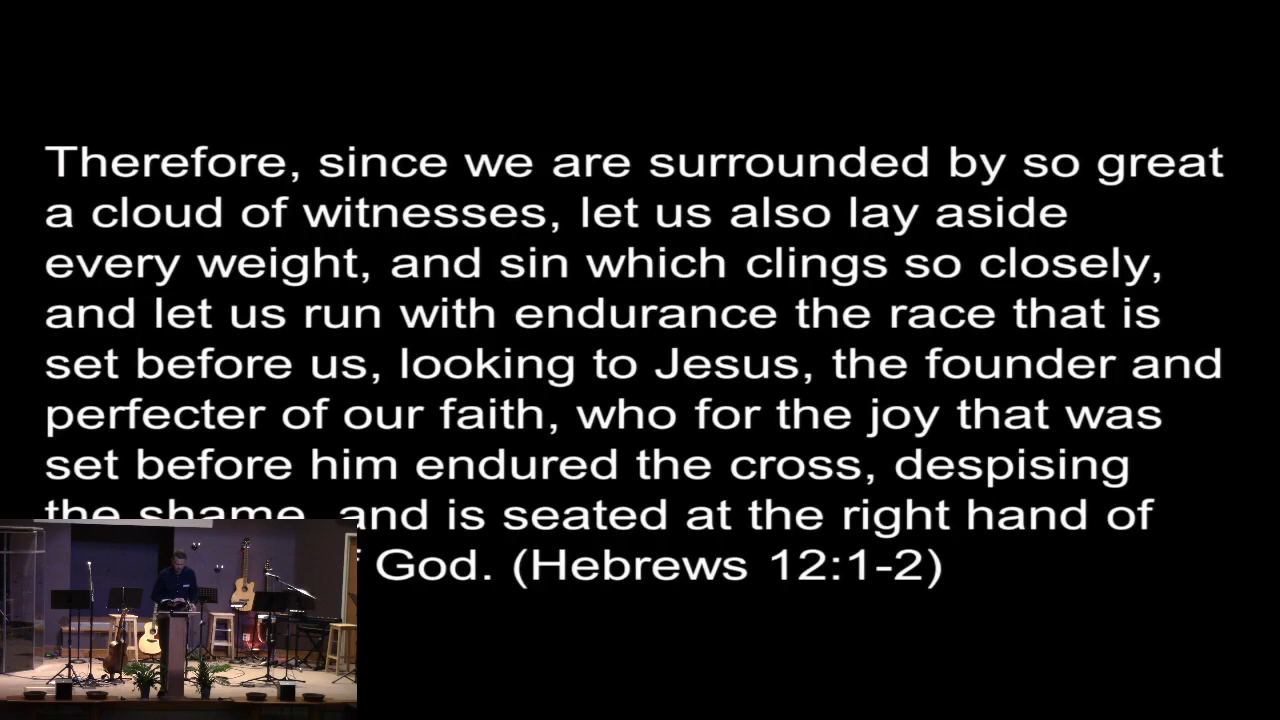 Therefore, since we are surrounded by so great
a cloud of witnesses, let us also lay aside
every weight, and sin which clings so closely,
and let us run with endurance the race that is
set before us, looking to Jesus, the founder and
perfecter of our faith, who for the joy that was
set before him endured the cross, despising
the shame, and is seated at the right hand of
God. (Hebrews 12:1-2)